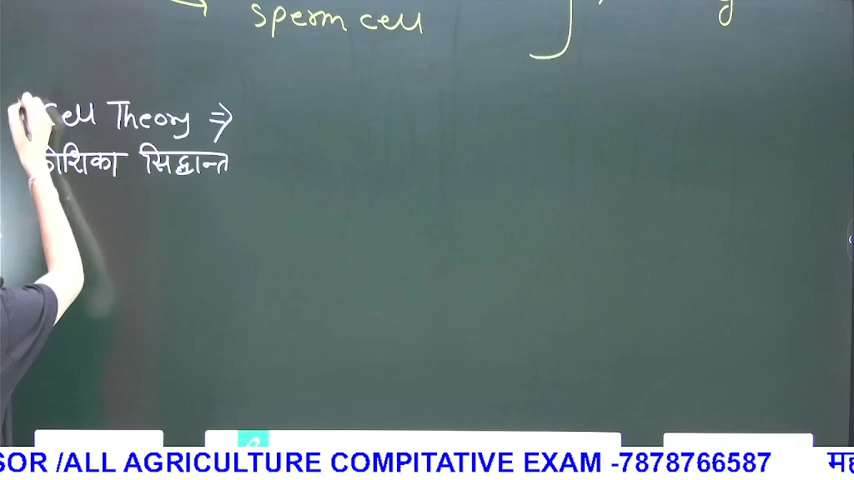 sperm cell
Cell Theory ⇒
कोशिका सिद्धान्त
SOR /ALL AGRICULTURE COMPITATIVE EXAM -7878766587